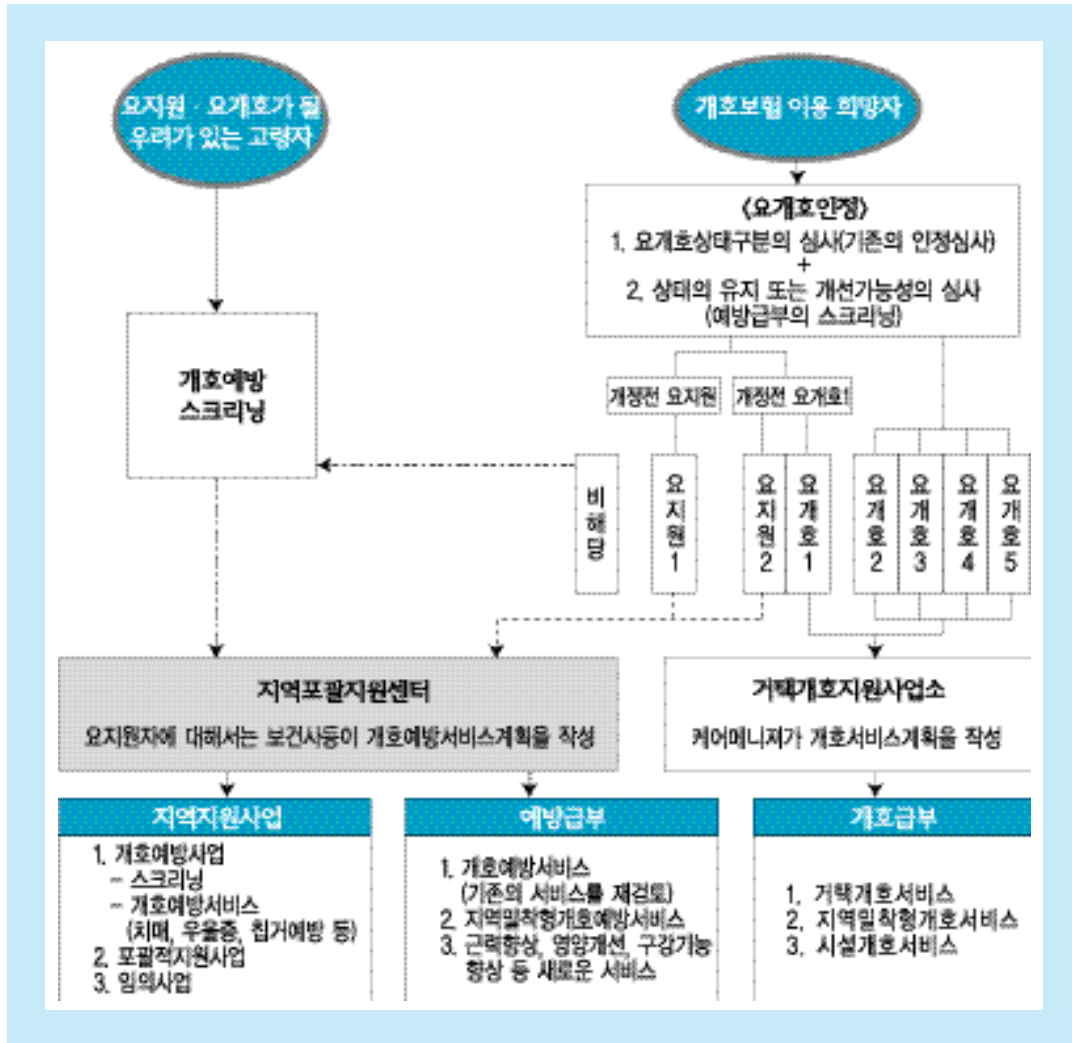 요지원·요개호가 될
우려가 있는 고령자
개호보험 이용 희망자
〈요개호인정〉
1. 요개호상태구분의 심사(기존의 인정심사)
+
2. 상태의 유지 또는 개선가능성의 심사
(예방급부의 스크리닝)
개호예방
스크리닝
개정전 요지원
개정전 요개호1
비해당
요지원1
요지원2
요개호1
요개호2
요개호3
요개호4
요개호5
지역포괄지원센터
요지원자에 대해서는 보건사등이 개호예방서비스계획을 작성
거택개호지원사업소
케어메니져가 개호서비스계획을 작성
지역지원사업
1. 개호예방사업
- 스크리닝
- 개호예방서비스
(치매, 우울증, 칩거예방 등)
2. 포괄적지원사업
3. 임의사업
예방급부
1. 개호예방서비스
(기존의 서비스를 재검토)
2. 지역밀착형개호예방서비스
3. 근력향상, 영양개선, 구강기능
향상 등 새로운 서비스
개호급부
1. 거택개호서비스
2. 지역밀착형개호서비스
3. 시설개호서비스